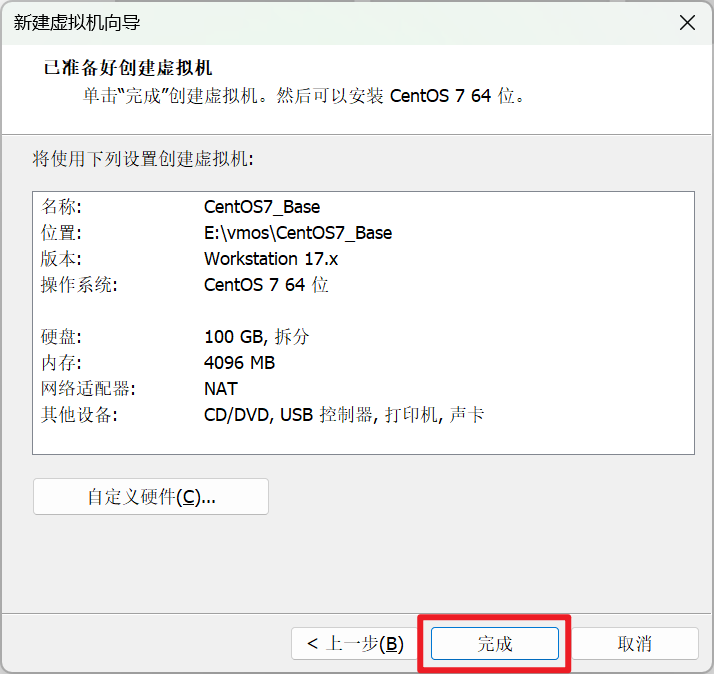 新建虚拟机向导
已准备好创建虚拟机
单击“完成”创建虚拟机。然后可以安装 CentOS 7 64 位。
将使用下列设置创建虚拟机:
名称: CentOS7_Base
位置: E:\vmos\CentOS7_Base
版本: Workstation 17.x
操作系统: CentOS 7 64 位
硬盘: 100 GB, 拆分
内存: 4096 MB
网络适配器: NAT
其他设备: CD/DVD, USB 控制器, 打印机, 声卡
自定义硬件(C)...
< 上一步(B) 完成 取消